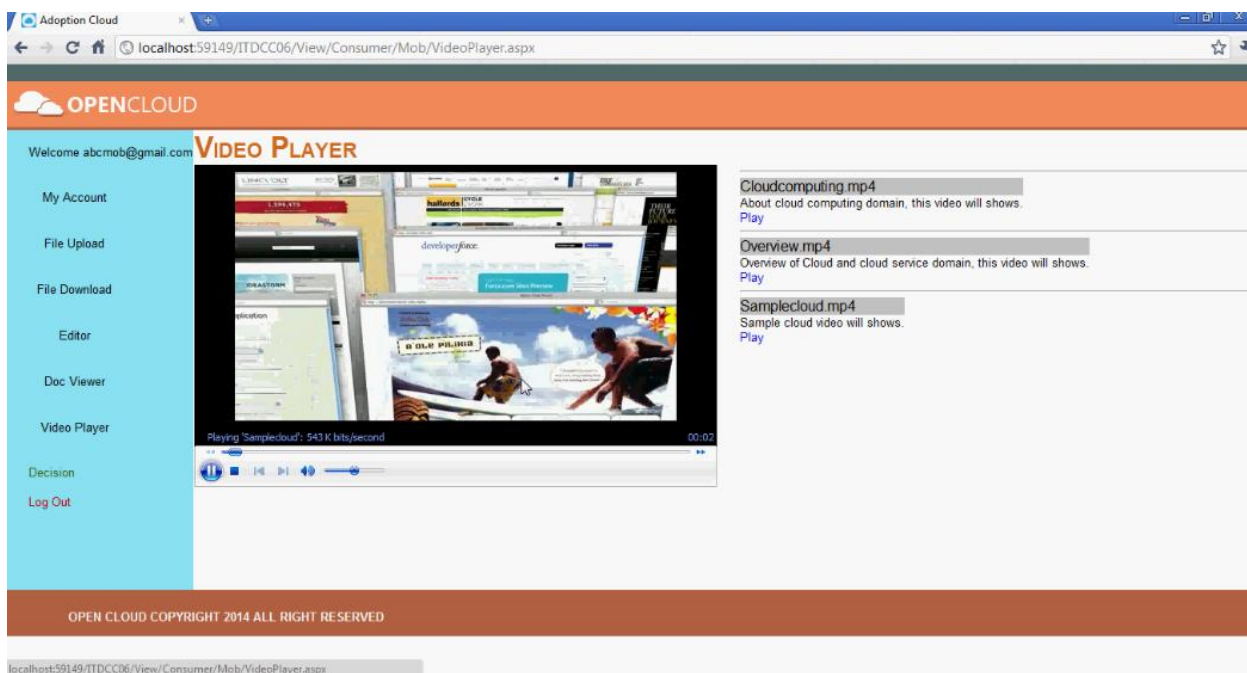 Adoption Cloud
localhost:59149/ITDCC06/View/Consumer/Mob/VideoPlayer.aspx
OPENCLOUD
Welcome abcmob@gmail.com
My Account
File Upload
File Download
Editor
Doc Viewer
Video Player
Decision
Log Out
VIDEO PLAYER
hallords
developerforce.
Playing 'Samplecloud': 543 K bits/second
00:02
Cloudcomputing.mp4
About cloud computing domain, this video will shows.
Play
Overview.mp4
Overview of Cloud and cloud service domain, this video will shows.
Play
Samplecloud.mp4
Sample cloud video will shows.
Play
OPEN CLOUD COPYRIGHT 2014 ALL RIGHT RESERVED
localhost:59149/ITDCC06/View/Consumer/Mob/VideoPlayer.aspx